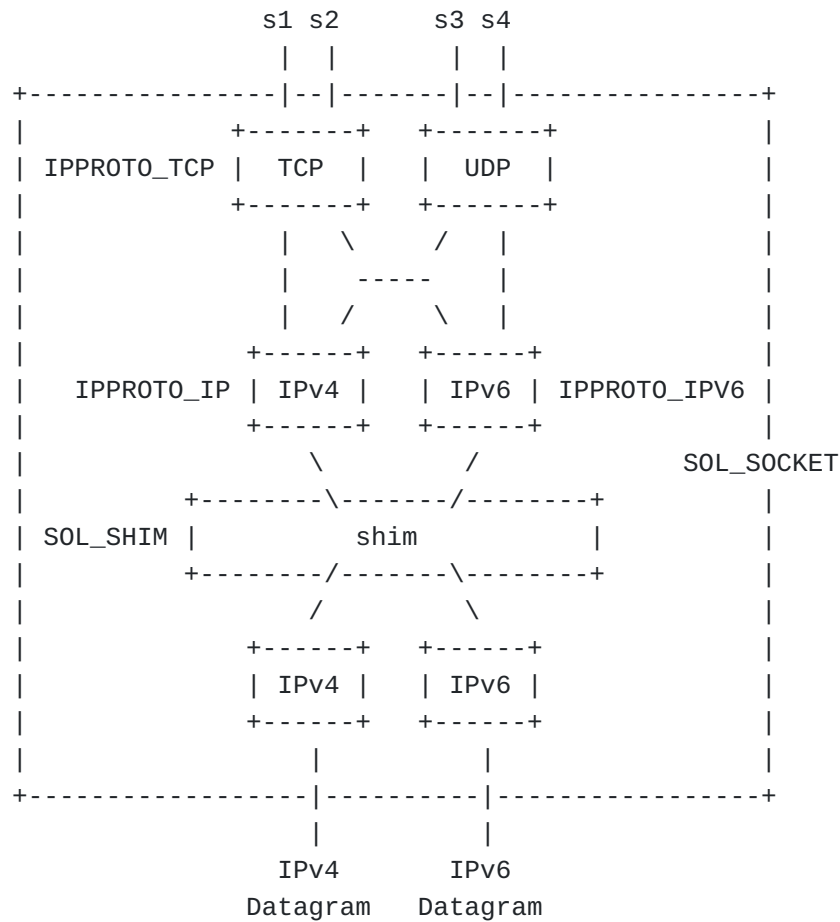 s1 s2 s3 s4
IPPROTO_TCP TCP UDP
IPPROTO_IP IPv4 IPv6 IPPROTO_IPV6
SOL_SOCKET
SOL_SHIM shim
IPv4 IPv6
IPv4 IPv6
Datagram Datagram